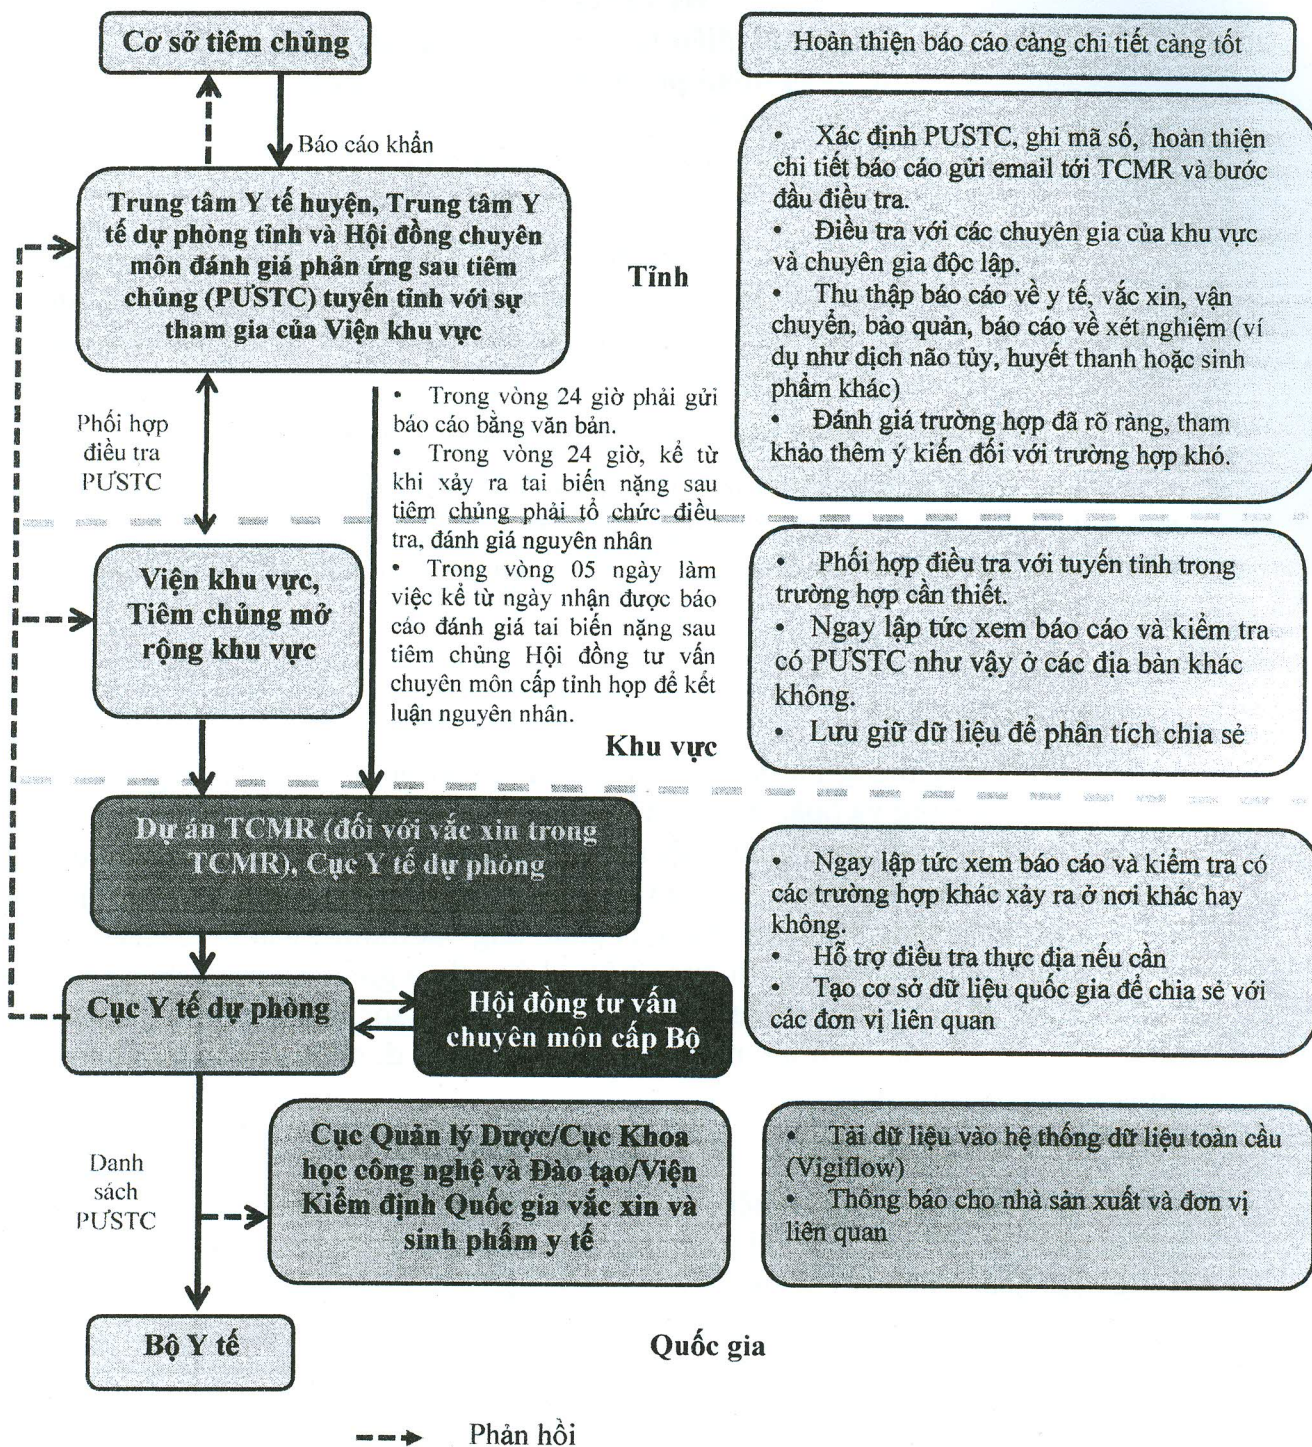 Cơ sở tiêm chủng
Hoàn thiện báo cáo càng chi tiết càng tốt
Báo cáo khẩn
Trung tâm Y tế huyện, Trung tâm Y
tế dự phòng tỉnh và Hội đồng chuyên
môn đánh giá phản ứng sau tiêm
chủng (PƯSTC) tuyến tỉnh với sự
tham gia của Viện khu vực
Tỉnh
• Xác định PƯSTC, ghi mã số, hoàn thiện
chi tiết báo cáo gửi email tới TCMR và bước
đầu điều tra.
• Điều tra với các chuyên gia của khu vực
và chuyên gia độc lập.
• Thu thập báo cáo về y tế, vắc xin, vận
chuyển, bảo quản, báo cáo về xét nghiệm (ví
dụ như dịch não tủy, huyết thanh hoặc sinh
phẩm khác)
• Đánh giá trường hợp đã rõ ràng, tham
khảo thêm ý kiến đối với trường hợp khó.
Phối hợp
điều tra
PƯSTC
• Trong vòng 24 giờ phải gửi
báo cáo bằng văn bản.
• Trong vòng 24 giờ, kể từ
khi xảy ra tai biến nặng sau
tiêm chủng phải tổ chức điều
tra, đánh giá nguyên nhân
• Trong vòng 05 ngày làm
việc kể từ ngày nhận được báo
cáo đánh giá tai biến nặng sau
tiêm chủng Hội đồng tư vấn
chuyên môn cấp tỉnh họp để kết
luận nguyên nhân.
Viện khu vực,
Tiêm chủng mở
rộng khu vực
Khu vực
• Phối hợp điều tra với tuyến tỉnh trong
trường hợp cần thiết.
• Ngay lập tức xem báo cáo và kiểm tra
có PƯSTC như vậy ở các địa bàn khác
không.
• Lưu giữ dữ liệu để phân tích chia sẻ
Dự án TCMR (đối với vắc xin trong
TCMR), Cục Y tế dự phòng
• Ngay lập tức xem báo cáo và kiểm tra có
các trường hợp khác xảy ra ở nơi khác hay
không.
• Hỗ trợ điều tra thực địa nếu cần
• Tạo cơ sở dữ liệu quốc gia để chia sẻ với
các đơn vị liên quan
Cục Y tế dự phòng
Hội đồng tư vấn
chuyên môn cấp Bộ
Danh
sách
PƯSTC
Cục Quản lý Dược/Cục Khoa
học công nghệ và Đào tạo/Viện
Kiểm định Quốc gia vắc xin và
sinh phẩm y tế
• Tải dữ liệu vào hệ thống dữ liệu toàn cầu
(Vigiflow)
• Thông báo cho nhà sản xuất và đơn vị
liên quan
Bộ Y tế
Quốc gia
Phản hồi